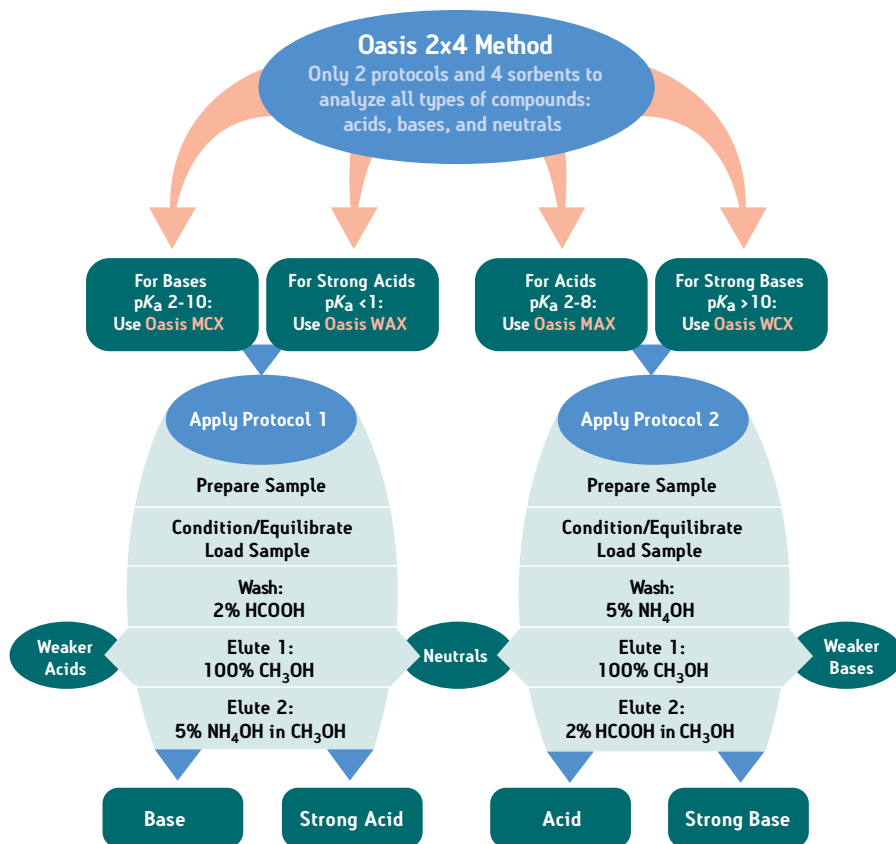 Oasis 2x4 Method
Only 2 protocols and 4 sorbents to
analyze all types of compounds:
acids, bases, and neutrals
For Bases
pKₐ 2-10:
Use Oasis MCX
For Strong Acids
pKₐ <1:
Use Oasis WAX
For Acids
pKₐ 2-8:
Use Oasis MAX
For Strong Bases
pKₐ >10:
Use Oasis WCX
Apply Protocol 1
Prepare Sample
Condition/Equilibrate
Load Sample
Wash:
2% HCOOH
Elute 1:
100% CH₃OH
Elute 2:
5% NH₄OH in CH₃OH
Weaker
Acids
Neutrals
Apply Protocol 2
Prepare Sample
Condition/Equilibrate
Load Sample
Wash:
5% NH₄OH
Elute 1:
100% CH₃OH
Elute 2:
2% HCOOH in CH₃OH
Weaker
Bases
Base
Strong Acid
Acid
Strong Base